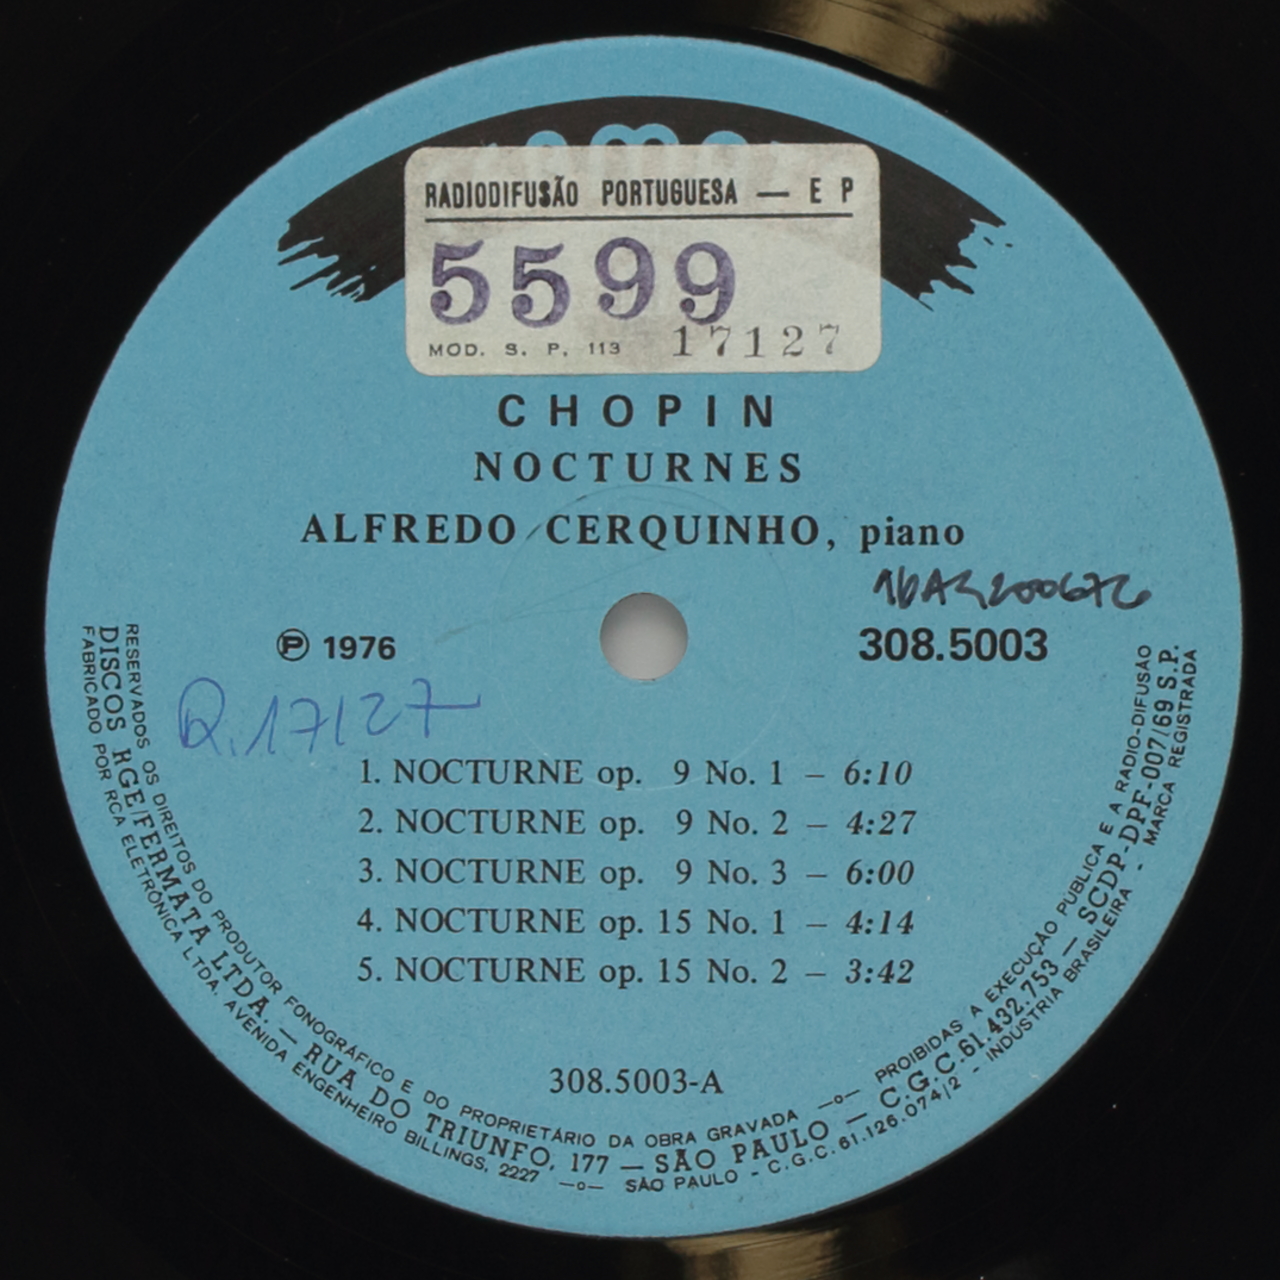 RADIODIFUSÃO PORTUGUESA — E P
5599
MOD. S. P. 113 17127
CHOPIN
NOCTURNES
ALFREDO CERQUINHO, piano
Ⓟ 1976
308.5003
R.17127
1. NOCTURNE op. 9 No. 1 – 6:10
2. NOCTURNE op. 9 No. 2 – 4:27
3. NOCTURNE op. 9 No. 3 – 6:00
4. NOCTURNE op. 15 No. 1 – 4:14
5. NOCTURNE op. 15 No. 2 – 3:42
308.5003-A
RESERVADOS OS DIREITOS DO PRODUTOR FONOGRÁFICO E DO PROPRIETÁRIO DA OBRA GRAVADA —o— PROIBIDAS A EXECUÇÃO PÚBLICA E A RADIO-DIFUSÃO
DISCOS RGE/FERMATA LTDA. — RUA DO TRIUNFO, 177 — SÃO PAULO — C.G.C.61.432.753 — SCDP-DPF-007/69 S.P.
FABRICADO POR RCA ELETRÔNICA LTDA. AVENIDA ENGENHEIRO BILLINGS, 2227 —o— SÃO PAULO - C.G.C.61.126.074/2 - INDÚSTRIA BRASILEIRA - MARCA REGISTRADA